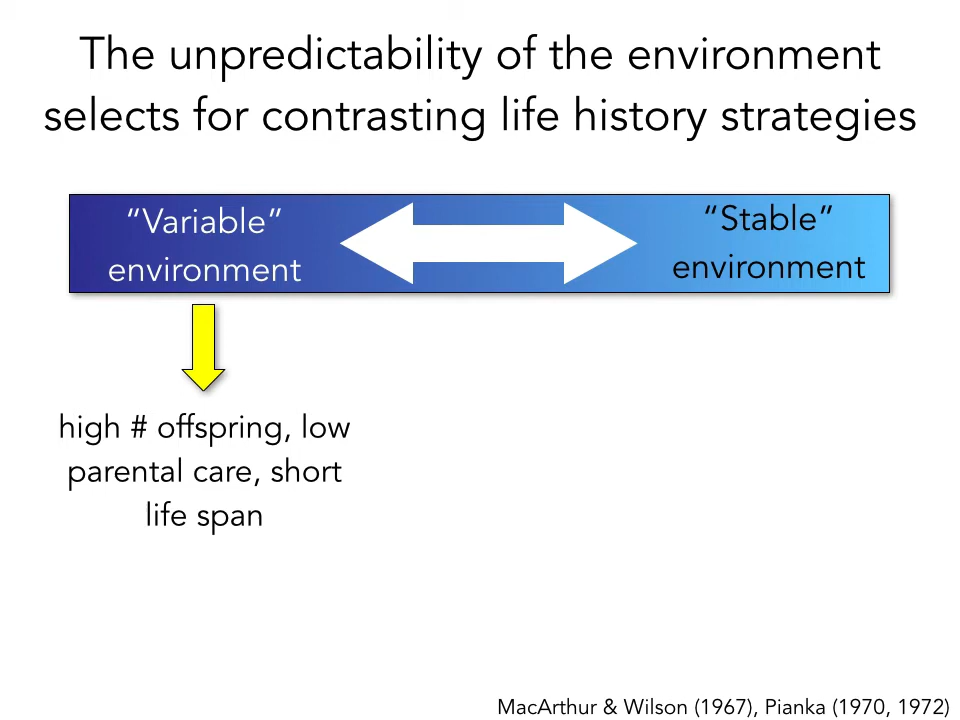 The unpredictability of the environment
selects for contrasting life history strategies
“Variable”
environment
“Stable”
environment
high # offspring, low
parental care, short
life span
MacArthur & Wilson (1967), Pianka (1970, 1972)